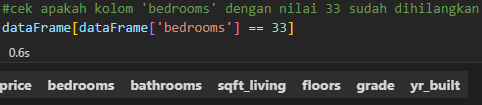 #cek apakah kolom 'bedrooms' dengan nilai 33 sudah dihilangkan
dataFrame[dataFrame['bedrooms'] == 33]
0.6s
price bedrooms bathrooms sqft_living floors grade yr_built